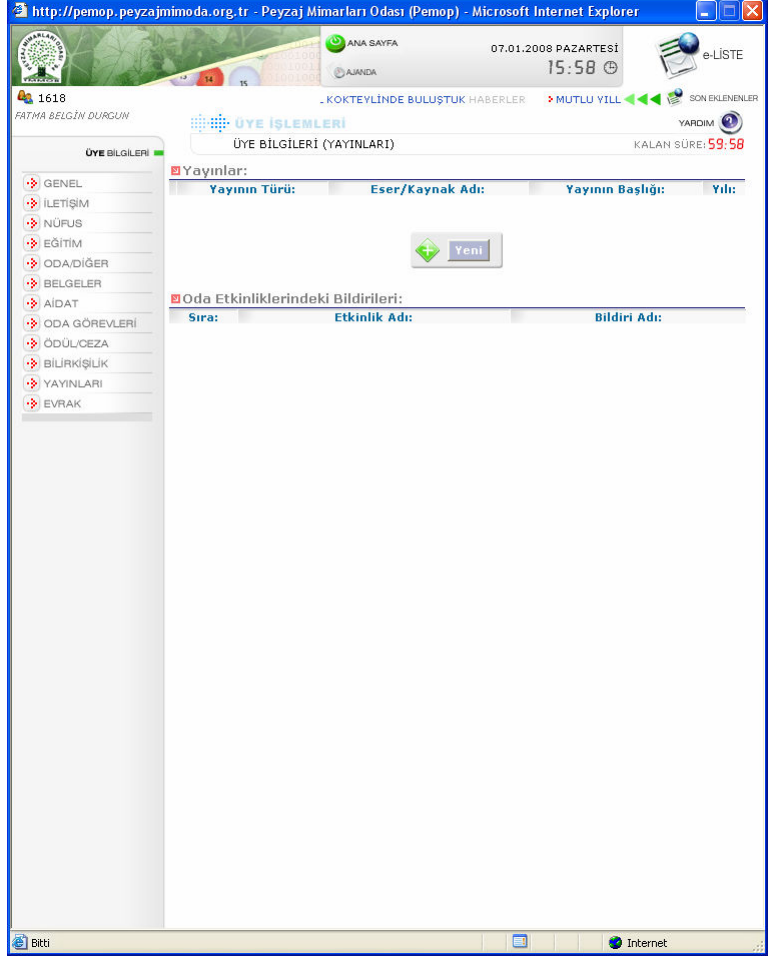 http://pemop.peyzajmimoda.org.tr - Peyzaj Mimarları Odası (Pemop) - Microsoft Internet Explorer
ANA SAYFA
07.01.2008 PAZARTESİ
e-LİSTE
AJANDA
15:58
14
15
1618
KOKTEYLİNDE BULUŞTUK HABERLER
MUTLU YILL
SON EKLENENLER
FATMA BELGİN DURGUN
ÜYE İŞLEMLERİ
YARDIM
ÜYE BİLGİLERİ (YAYINLARI)
KALAN SÜRE: 59:58
ÜYE BİLGİLERİ
GENEL
İLETİŞİM
NÜFUS
EĞİTİM
ODA/DİĞER
BELGELER
AİDAT
ODA GÖREVLERİ
ÖDÜL/CEZA
BİLİRKİŞİLİK
YAYINLARI
EVRAK
Yayınlar:
Yayının Türü: Eser/Kaynak Adı: Yayının Başlığı: Yılı:
Yeni
Oda Etkinliklerindeki Bildirileri:
Sıra: Etkinlik Adı: Bildiri Adı:
Bitti
Internet